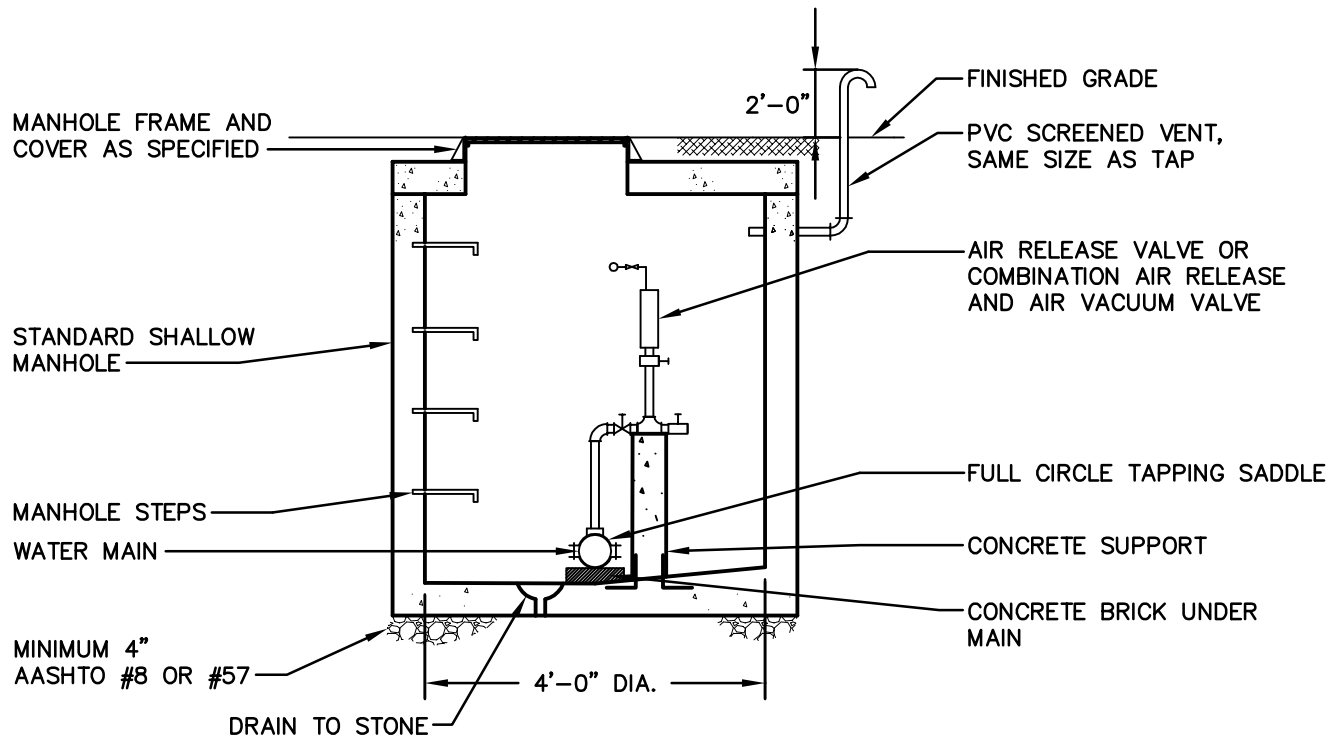 MANHOLE FRAME AND
COVER AS SPECIFIED
STANDARD SHALLOW
MANHOLE
MANHOLE STEPS
WATER MAIN
MINIMUM 4"
AASHTO #8 OR #57
DRAIN TO STONE
4'-0" DIA.
2'-0"
FINISHED GRADE
PVC SCREENED VENT,
SAME SIZE AS TAP
AIR RELEASE VALVE OR
COMBINATION AIR RELEASE
AND AIR VACUUM VALVE
FULL CIRCLE TAPPING SADDLE
CONCRETE SUPPORT
CONCRETE BRICK UNDER
MAIN